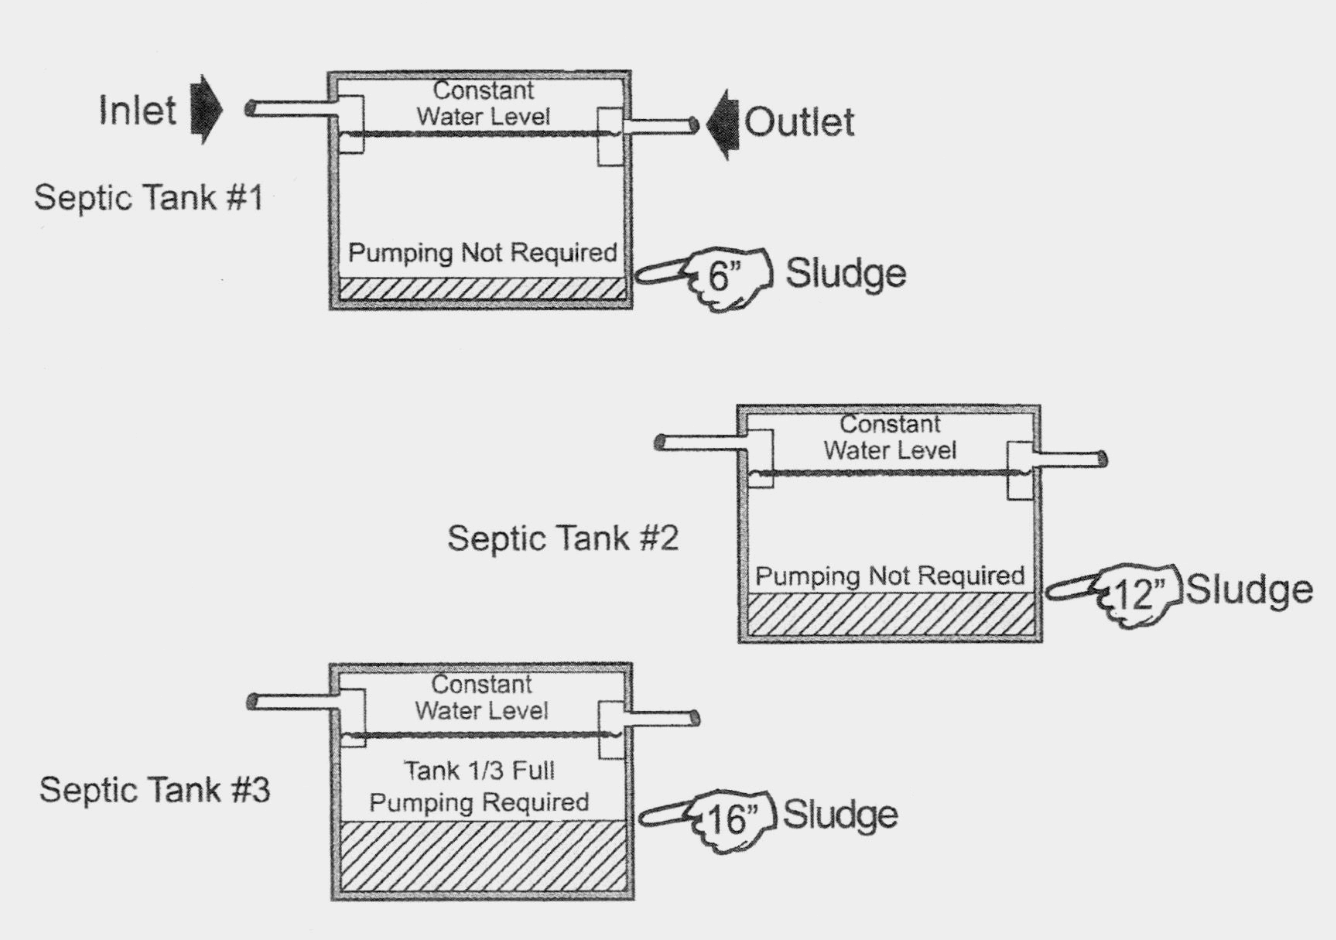 Inlet
Constant
Water Level
Outlet
Septic Tank #1
Pumping Not Required
6” Sludge
Constant
Water Level
Septic Tank #2
Pumping Not Required
12” Sludge
Constant
Water Level
Septic Tank #3
Tank 1/3 Full
Pumping Required
16” Sludge